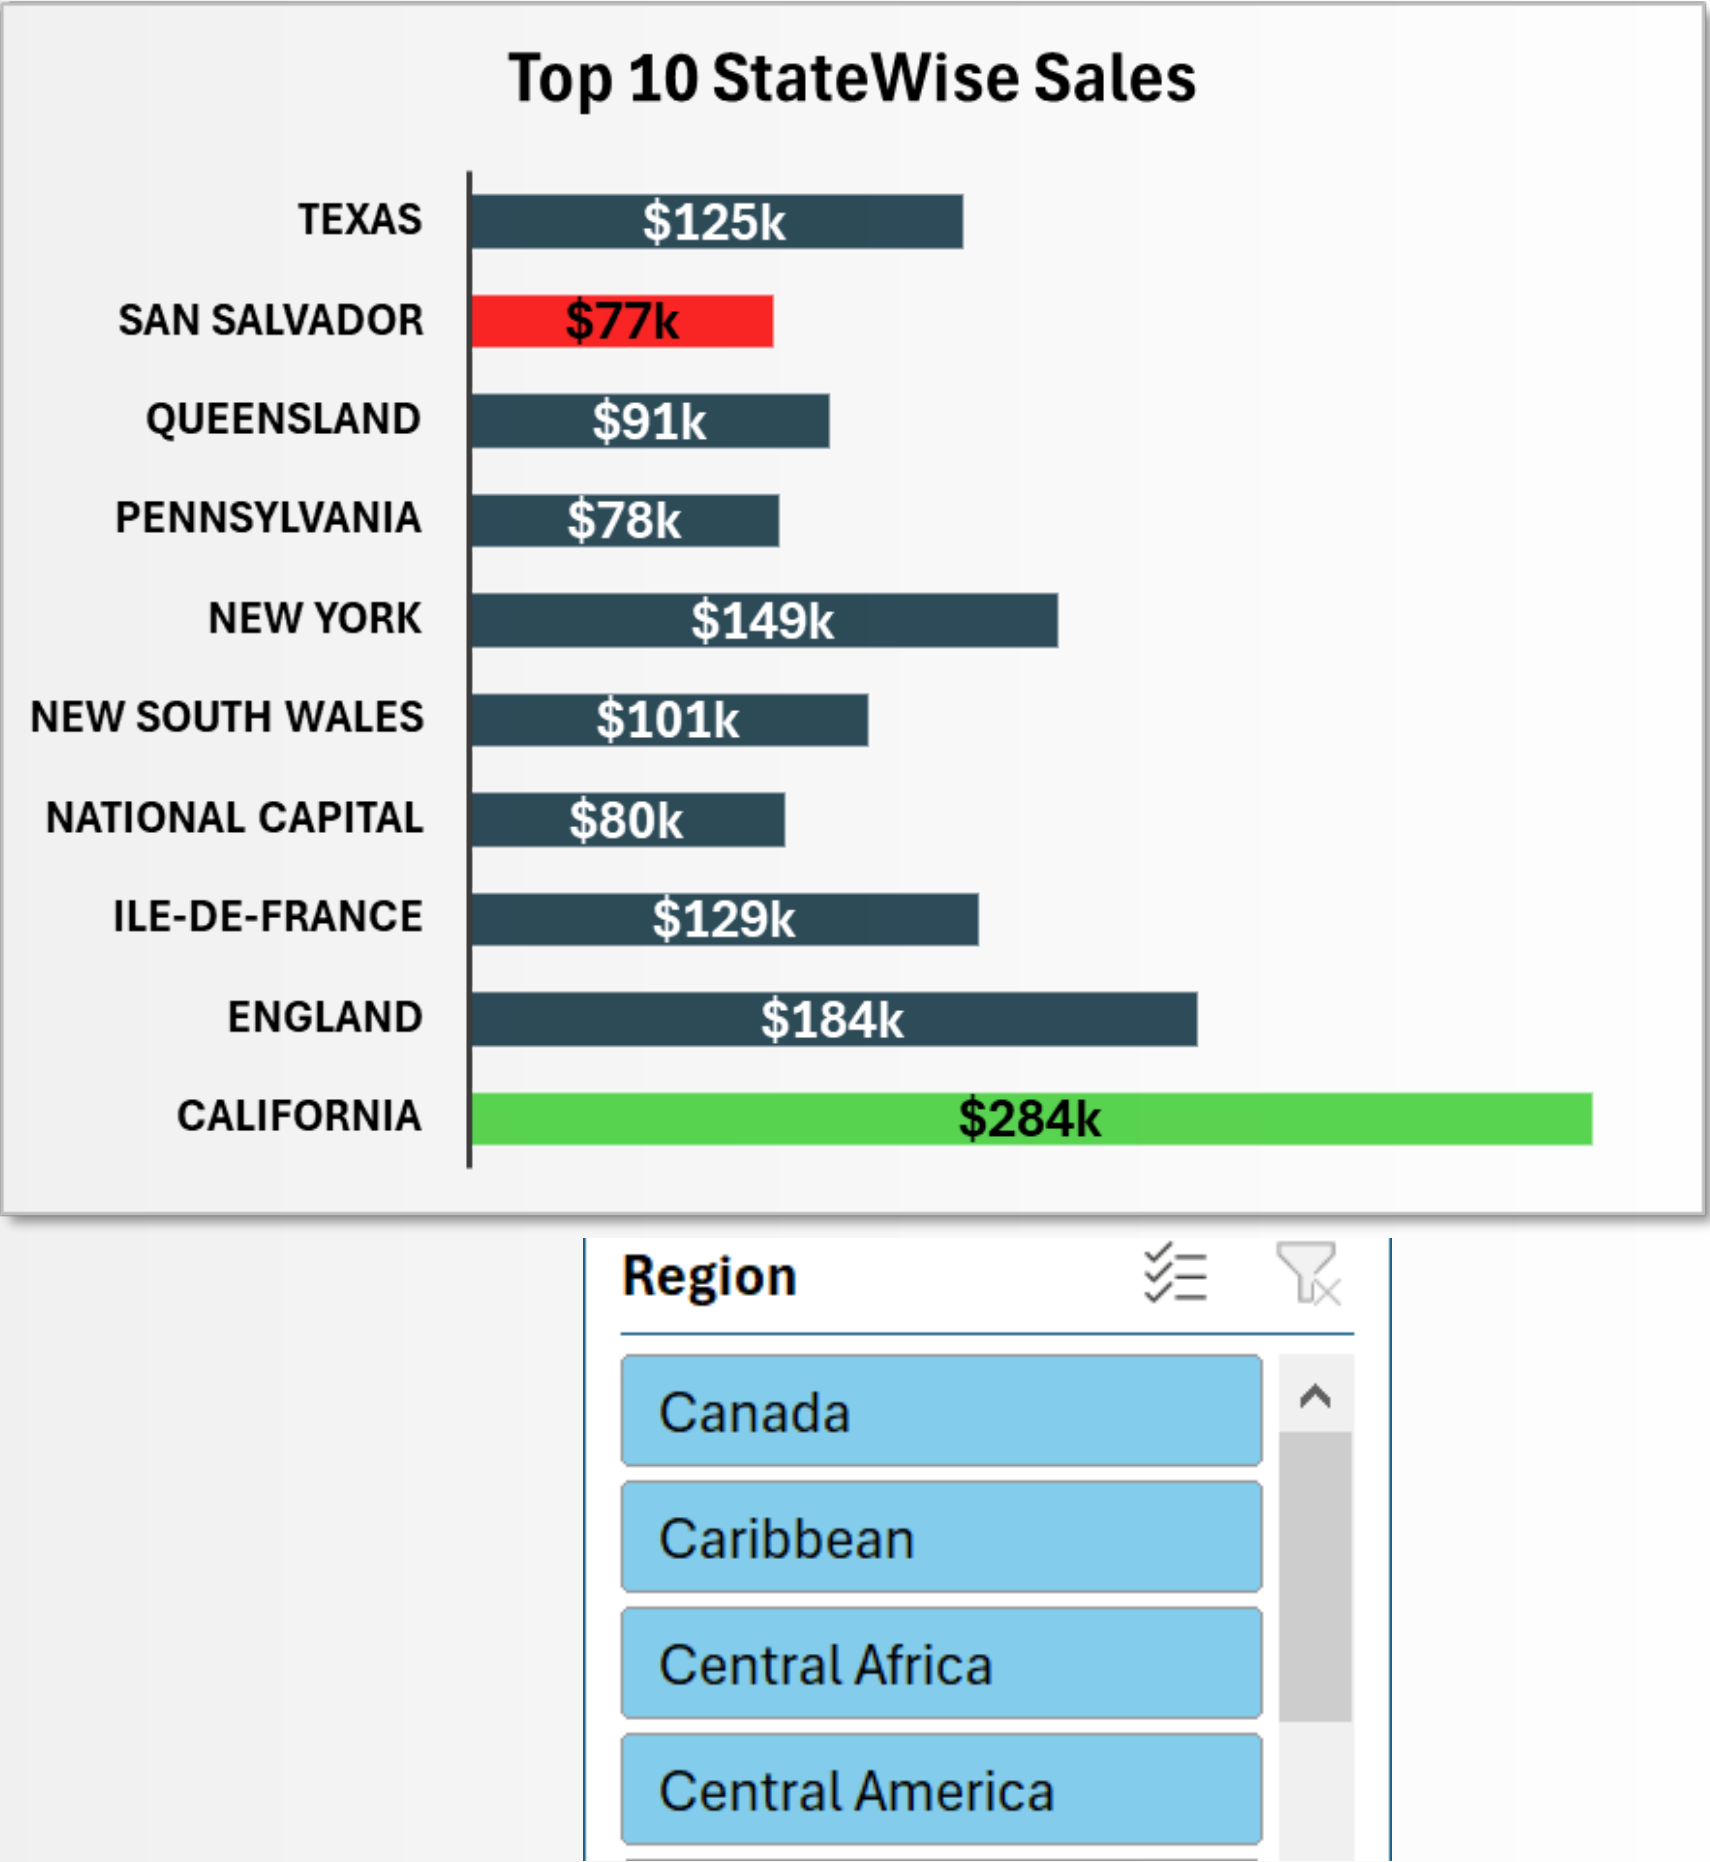 Top 10 StateWise Sales
TEXAS $125k
SAN SALVADOR $77k
QUEENSLAND $91k
PENNSYLVANIA $78k
NEW YORK $149k
NEW SOUTH WALES $101k
NATIONAL CAPITAL $80k
ILE-DE-FRANCE $129k
ENGLAND $184k
CALIFORNIA $284k
Region
Canada
Caribbean
Central Africa
Central America